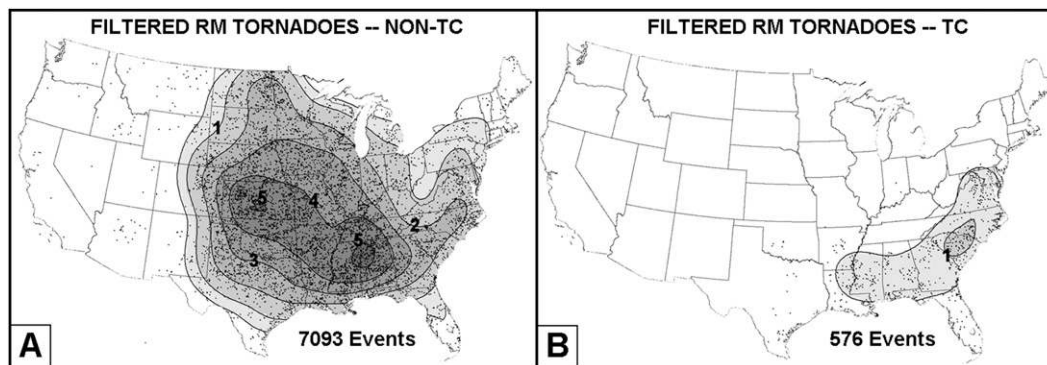 FILTERED RM TORNADOES -- NON-TC
1
5
4
2
5
3
A
7093 Events
FILTERED RM TORNADOES -- TC
1
B
576 Events